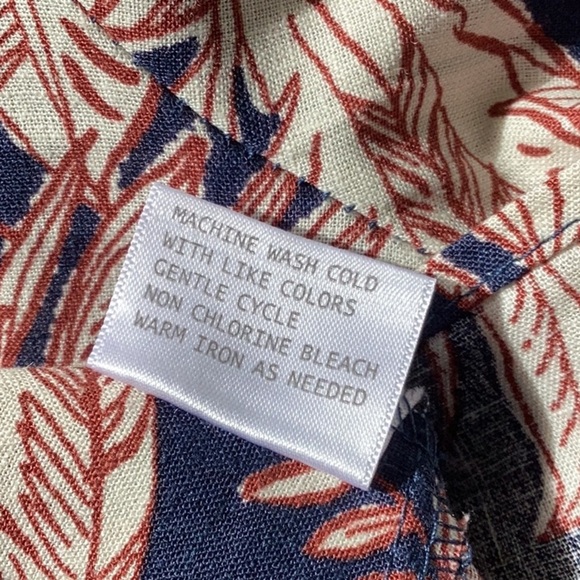 MACHINE WASH COLD
WITH LIKE COLORS
GENTLE CYCLE
NON CHLORINE BLEACH
WARM IRON AS NEEDED